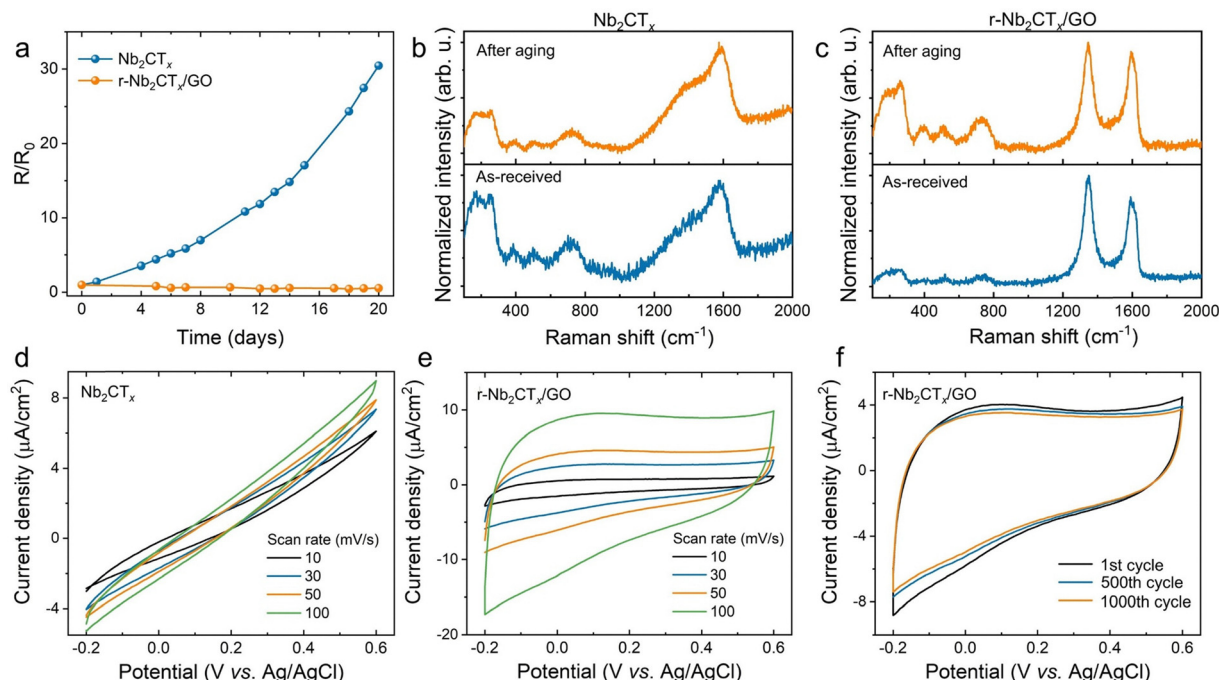 a
Nb₂CTₓ
r-Nb₂CTₓ/GO
R/R₀
30
20
10
0
0
4
8
12
16
20
Time (days)
b
Nb₂CTₓ
After aging
As-received
Normalized intensity (arb. u.)
400
800
1200
1600
2000
Raman shift (cm⁻¹)
c
r-Nb₂CTₓ/GO
After aging
As-received
Normalized intensity (arb. u.)
400
800
1200
1600
2000
Raman shift (cm⁻¹)
d
Nb₂CTₓ
Current density (µA/cm²)
8
4
0
-4
Scan rate (mV/s)
10
30
50
100
-0.2
0.0
0.2
0.4
0.6
Potential (V vs. Ag/AgCl)
e
r-Nb₂CTₓ/GO
Current density (µA/cm²)
10
0
-10
-20
Scan rate (mV/s)
10
30
50
100
-0.2
0.0
0.2
0.4
0.6
Potential (V vs. Ag/AgCl)
f
r-Nb₂CTₓ/GO
Current density (µA/cm²)
4
0
-4
-8
1st cycle
500th cycle
1000th cycle
-0.2
0.0
0.2
0.4
0.6
Potential (V vs. Ag/AgCl)